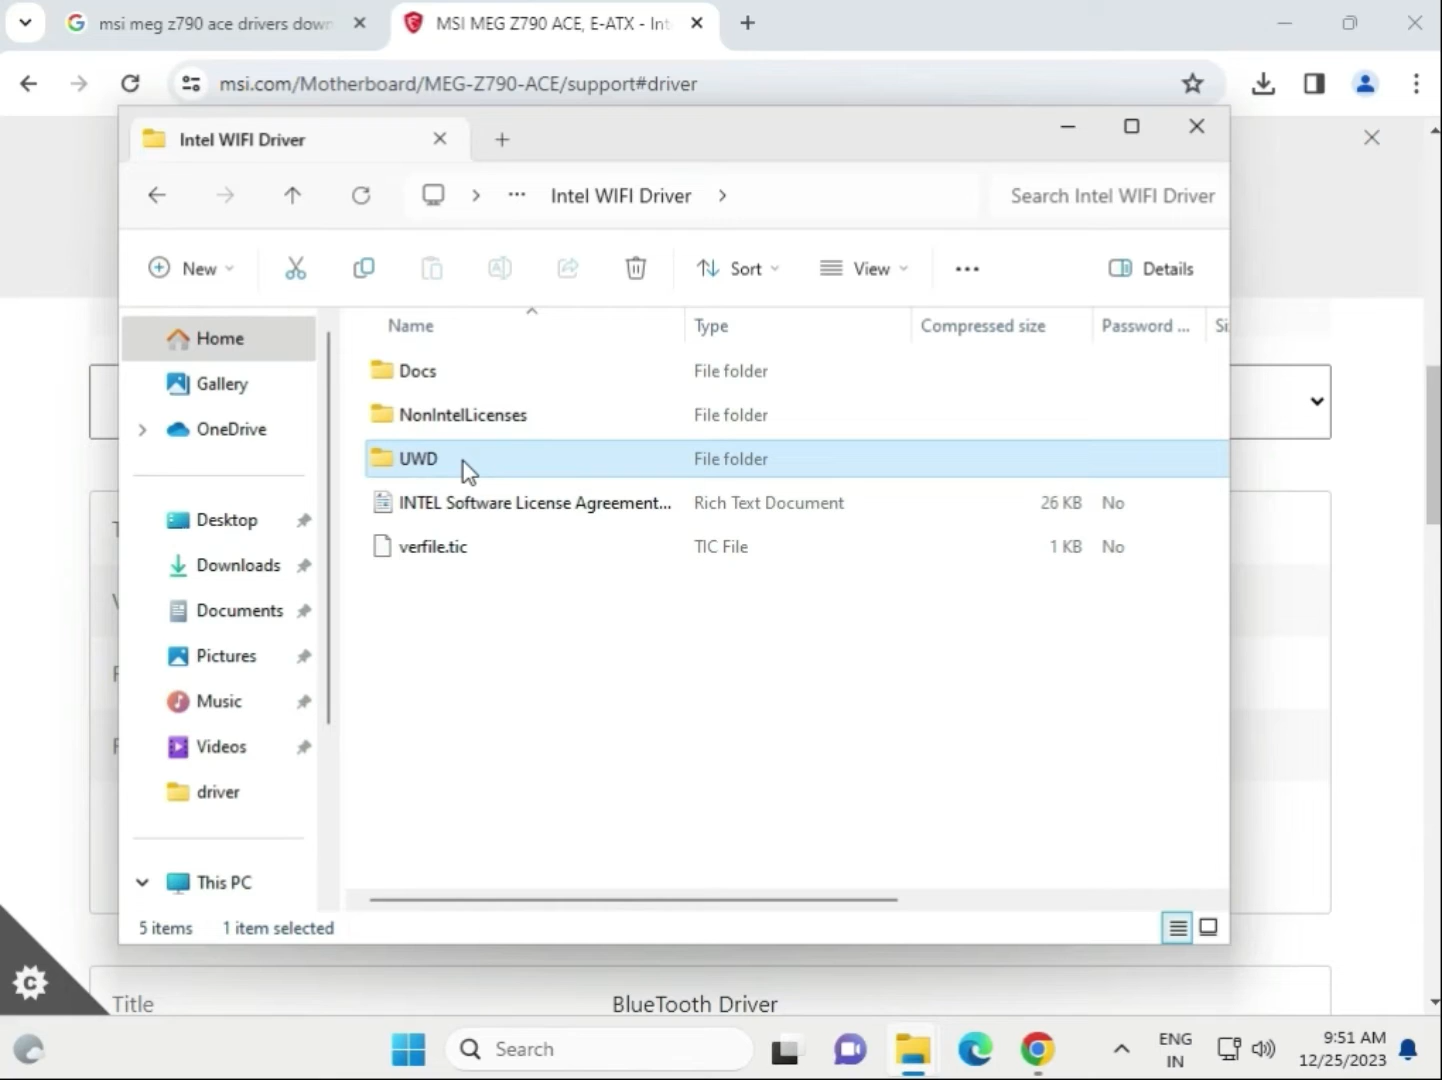 msi meg z790 ace drivers down
MSI MEG Z790 ACE, E-ATX - Int
msi.com/Motherboard/MEG-Z790-ACE/support#driver
Intel WIFI Driver
Intel WIFI Driver
Search Intel WIFI Driver
New
Sort
View
Details
Name Type Compressed size Password ... Si
Home
Gallery
OneDrive
Desktop
Downloads
Documents
Pictures
Music
Videos
driver
This PC
Docs File folder
NonIntelLicenses File folder
UWD File folder
INTEL Software License Agreement... Rich Text Document 26 KB No
verfile.tic TIC File 1 KB No
5 items 1 item selected
Title BlueTooth Driver
Search
ENG
IN
9:51 AM
12/25/2023